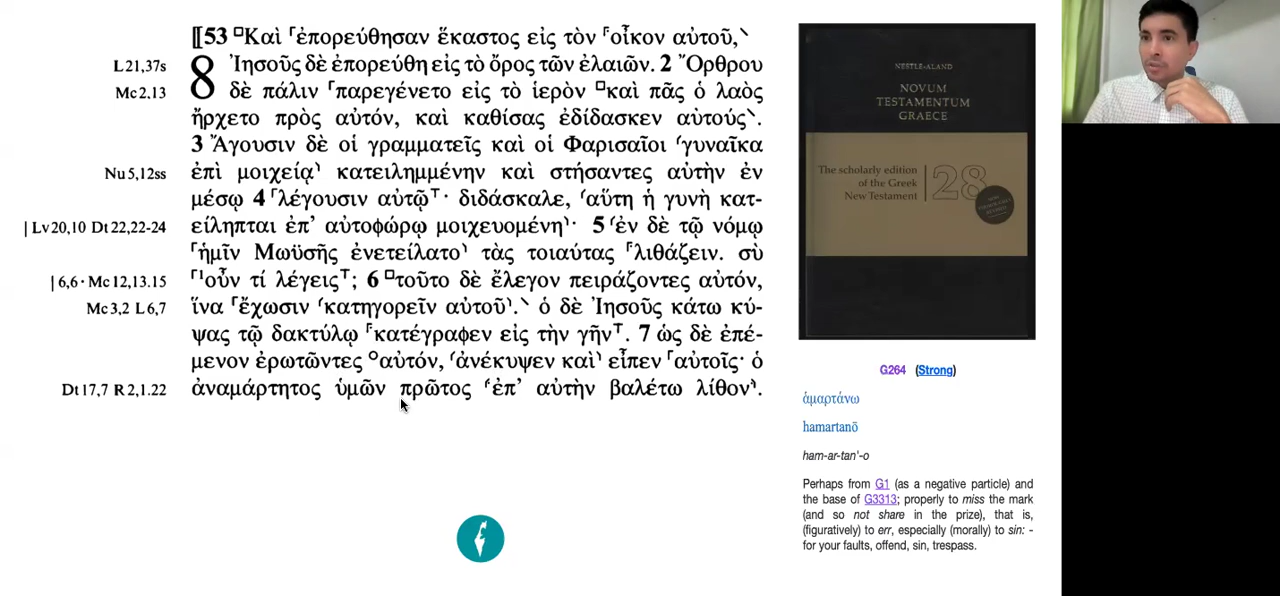 ⟦53 □Καὶ ⸀ἐπορεύθησαν ἕκαστος εἰς τὸν ⸀οἶκον αὐτοῦ,⸌
L 21,37s
8 Ἰησοῦς δὲ ἐπορεύθη εἰς τὸ ὄρος τῶν ἐλαιῶν. 2 Ὄρθρου
Mc 2,13
δὲ πάλιν ⸀παρεγένετο εἰς τὸ ἱερὸν □καὶ πᾶς ὁ λαὸς
ἤρχετο πρὸς αὐτόν, καὶ καθίσας ἐδίδασκεν αὐτούς⸌.
3 Ἄγουσιν δὲ οἱ γραμματεῖς καὶ οἱ Φαρισαῖοι ⸂γυναῖκα
Nu 5,12ss
ἐπὶ μοιχείᾳ⸃ κατειλημμένην καὶ στήσαντες αὐτὴν ἐν
μέσῳ 4 ⸀λέγουσιν αὐτῷ⸆· διδάσκαλε, ⸂αὕτη ἡ γυνὴ κατ-
| Lv 20,10 Dt 22,22-24
είληπται ἐπ’ αὐτοφώρῳ μοιχευομένη⸃· 5 ⸂ἐν δὲ τῷ νόμῳ
⸀ἡμῖν Μωϋσῆς ἐνετείλατο⸃ τὰς τοιαύτας ⸀λιθάζειν. σὺ
⸀¹οὖν τί λέγεις⸆; 6 □τοῦτο δὲ ἔλεγον πειράζοντες αὐτόν,
| 6,6 · Mc 12,13.15
ἵνα ⸀ἔχωσιν ⸂κατηγορεῖν αὐτοῦ⸃.⸌ ὁ δὲ Ἰησοῦς κάτω κύ-
Mc 3,2 L 6,7
ψας τῷ δακτύλῳ ⸀κατέγραφεν εἰς τὴν γῆν⸆. 7 ὡς δὲ ἐπέ-
μενον ἐρωτῶντες °αὐτόν, ⸂ἀνέκυψεν καὶ⸃ εἶπεν ⸀αὐτοῖς· ὁ
ἀναμάρτητος ὑμῶν πρῶτος ⸂ἐπ’ αὐτὴν βαλέτω λίθον⸃.
Dt 17,7 R 2,1.22
NESTLE-ALAND
NOVUM
TESTAMENTUM
GRAECE
The scholarly edition
of the Greek
New Testament
28
G264 (Strong)
ἁμαρτάνω
hamartanō
ham-ar-tan'-o
Perhaps from G1 (as a negative particle) and
the base of G3313; properly to miss the mark
(and so not share in the prize), that is,
(figuratively) to err, especially (morally) to sin: -
for your faults, offend, sin, trespass.